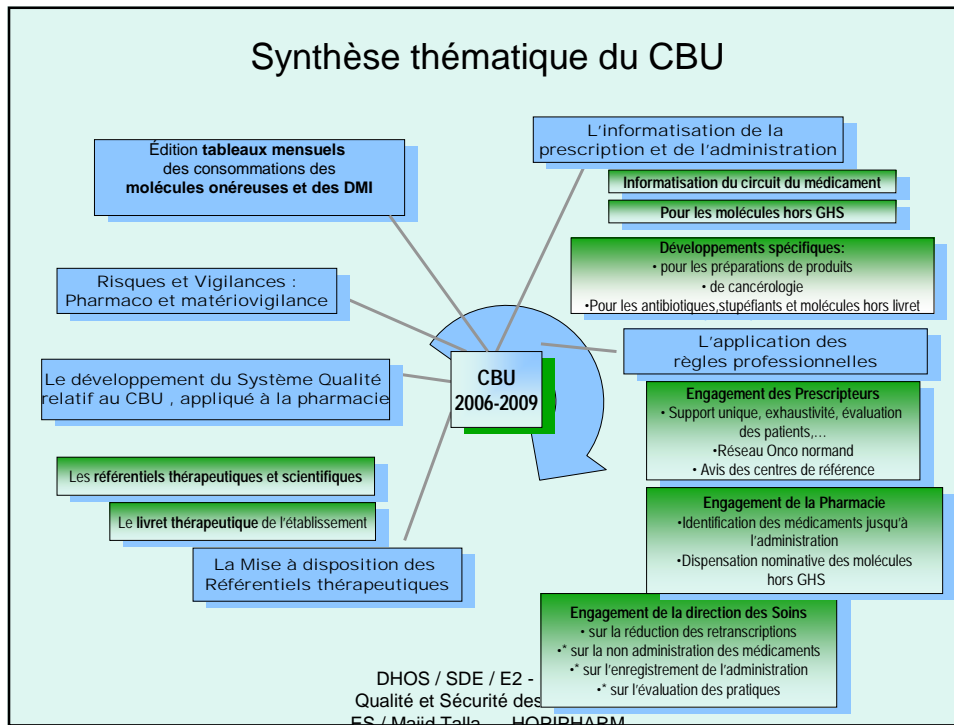 Synthèse thématique du CBU
Édition tableaux mensuels
des consommations des
molécules onéreuses et des DMI
L'informatisation de la
prescription et de l'administration
Informatisation du circuit du médicament
Pour les molécules hors GHS
Développements spécifiques:
• pour les préparations de produits
• de cancérologie
•Pour les antibiotiques,stupéfiants et molécules hors livret
Risques et Vigilances :
Pharmaco et matériovigilance
L'application des
règles professionnelles
CBU
2006-2009
Le développement du Système Qualité
relatif au CBU , appliqué à la pharmacie
Engagement des Prescripteurs
• Support unique, exhaustivité, évaluation
des patients,...
• Réseau Onco normand
• Avis des centres de référence
Les référentiels thérapeutiques et scientifiques
Le livret thérapeutique de l'établissement
La Mise à disposition des
Référentiels thérapeutiques
Engagement de la Pharmacie
•Identification des médicaments jusqu'à
l'administration
•Dispensation nominative des molécules
hors GHS
Engagement de la direction des Soins
• sur la réduction des retranscriptions
•* sur la non administration des médicaments
•* sur l'enregistrement de l'administration
•* sur l'évaluation des pratiques
DHOS / SDE / E2 -
Qualité et Sécurité des
ES / Majid Talla HOPIPHARM